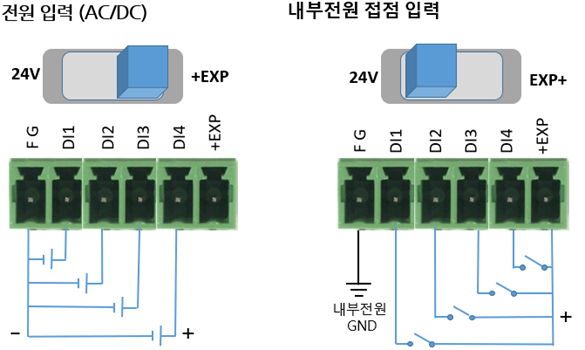 전원 입력 (AC/DC)
24V
+EXP
F G
DI1
DI2
DI3
DI4
+EXP
–
+
내부전원 접점 입력
24V
EXP+
F G
DI1
DI2
DI3
DI4
+EXP
내부전원
GND
+